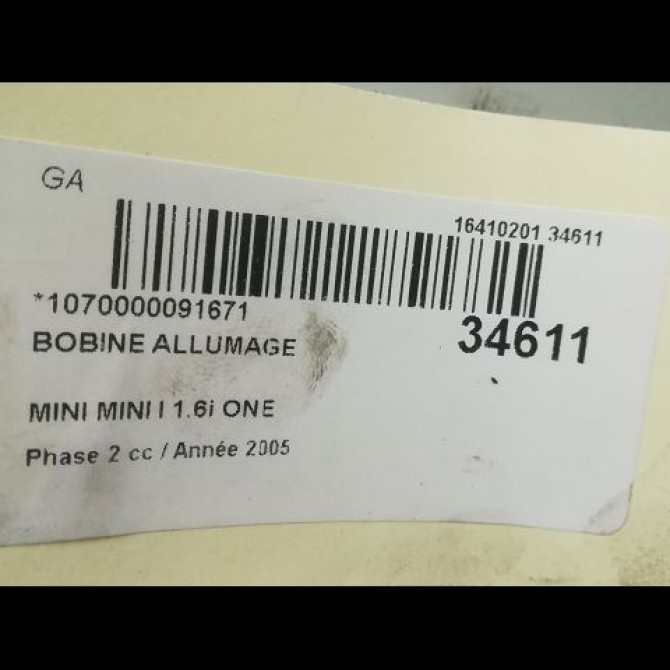 GA
16410201 34611
*1070000091671
34611
BOBINE ALLUMAGE
MINI MINI I 1.6i ONE
Phase 2 cc / Année 2005